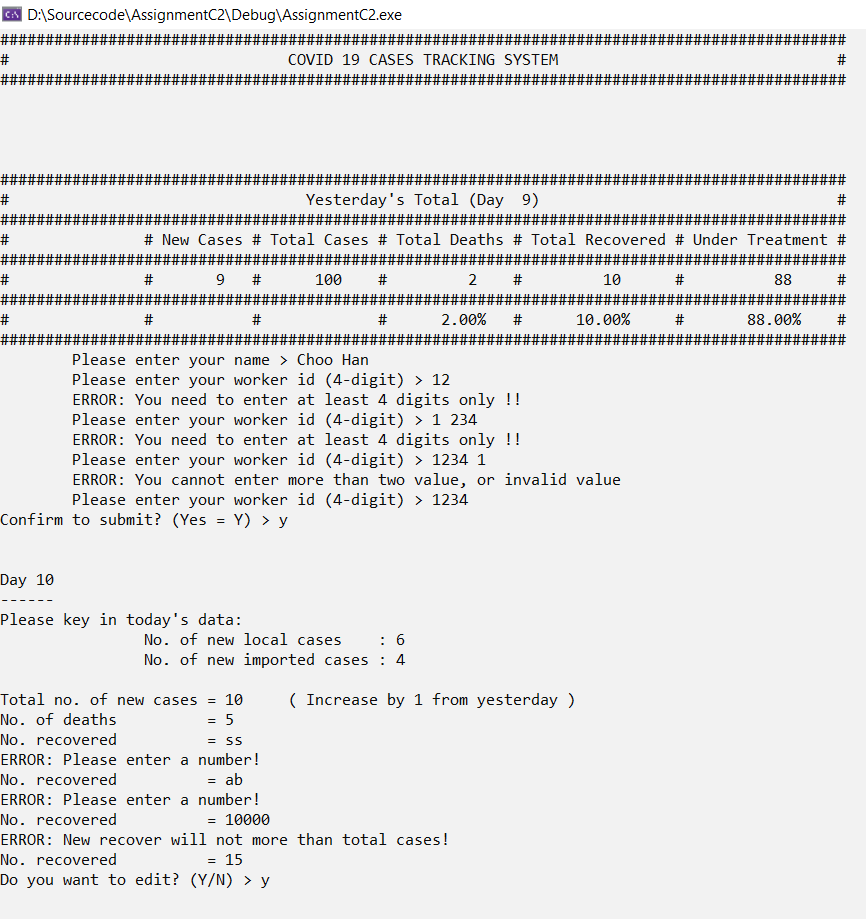 D:\Sourcecode\AssignmentC2\Debug\AssignmentC2.exe
##############################################################################################
#                               COVID 19 CASES TRACKING SYSTEM                               #
##############################################################################################
##############################################################################################
#                                 Yesterday's Total (Day  9)                                 #
##############################################################################################
#               # New Cases # Total Cases # Total Deaths # Total Recovered # Under Treatment #
##############################################################################################
#               #       9   #      100    #         2    #         10      #          88     #
##############################################################################################
#               #           #             #      2.00%   #      10.00%     #       88.00%    #
##############################################################################################
        Please enter your name > Choo Han
        Please enter your worker id (4-digit) > 12
        ERROR: You need to enter at least 4 digits only !!
        Please enter your worker id (4-digit) > 1 234
        ERROR: You need to enter at least 4 digits only !!
        Please enter your worker id (4-digit) > 1234 1
        ERROR: You cannot enter more than two value, or invalid value
        Please enter your worker id (4-digit) > 1234
Confirm to submit? (Yes = Y) > y
Day 10
------
Please key in today's data:
                No. of new local cases    : 6
                No. of new imported cases : 4
Total no. of new cases = 10     ( Increase by 1 from yesterday )
No. of deaths          = 5
No. recovered          = ss
ERROR: Please enter a number!
No. recovered          = ab
ERROR: Please enter a number!
No. recovered          = 10000
ERROR: New recover will not more than total cases!
No. recovered          = 15
Do you want to edit? (Y/N) > y